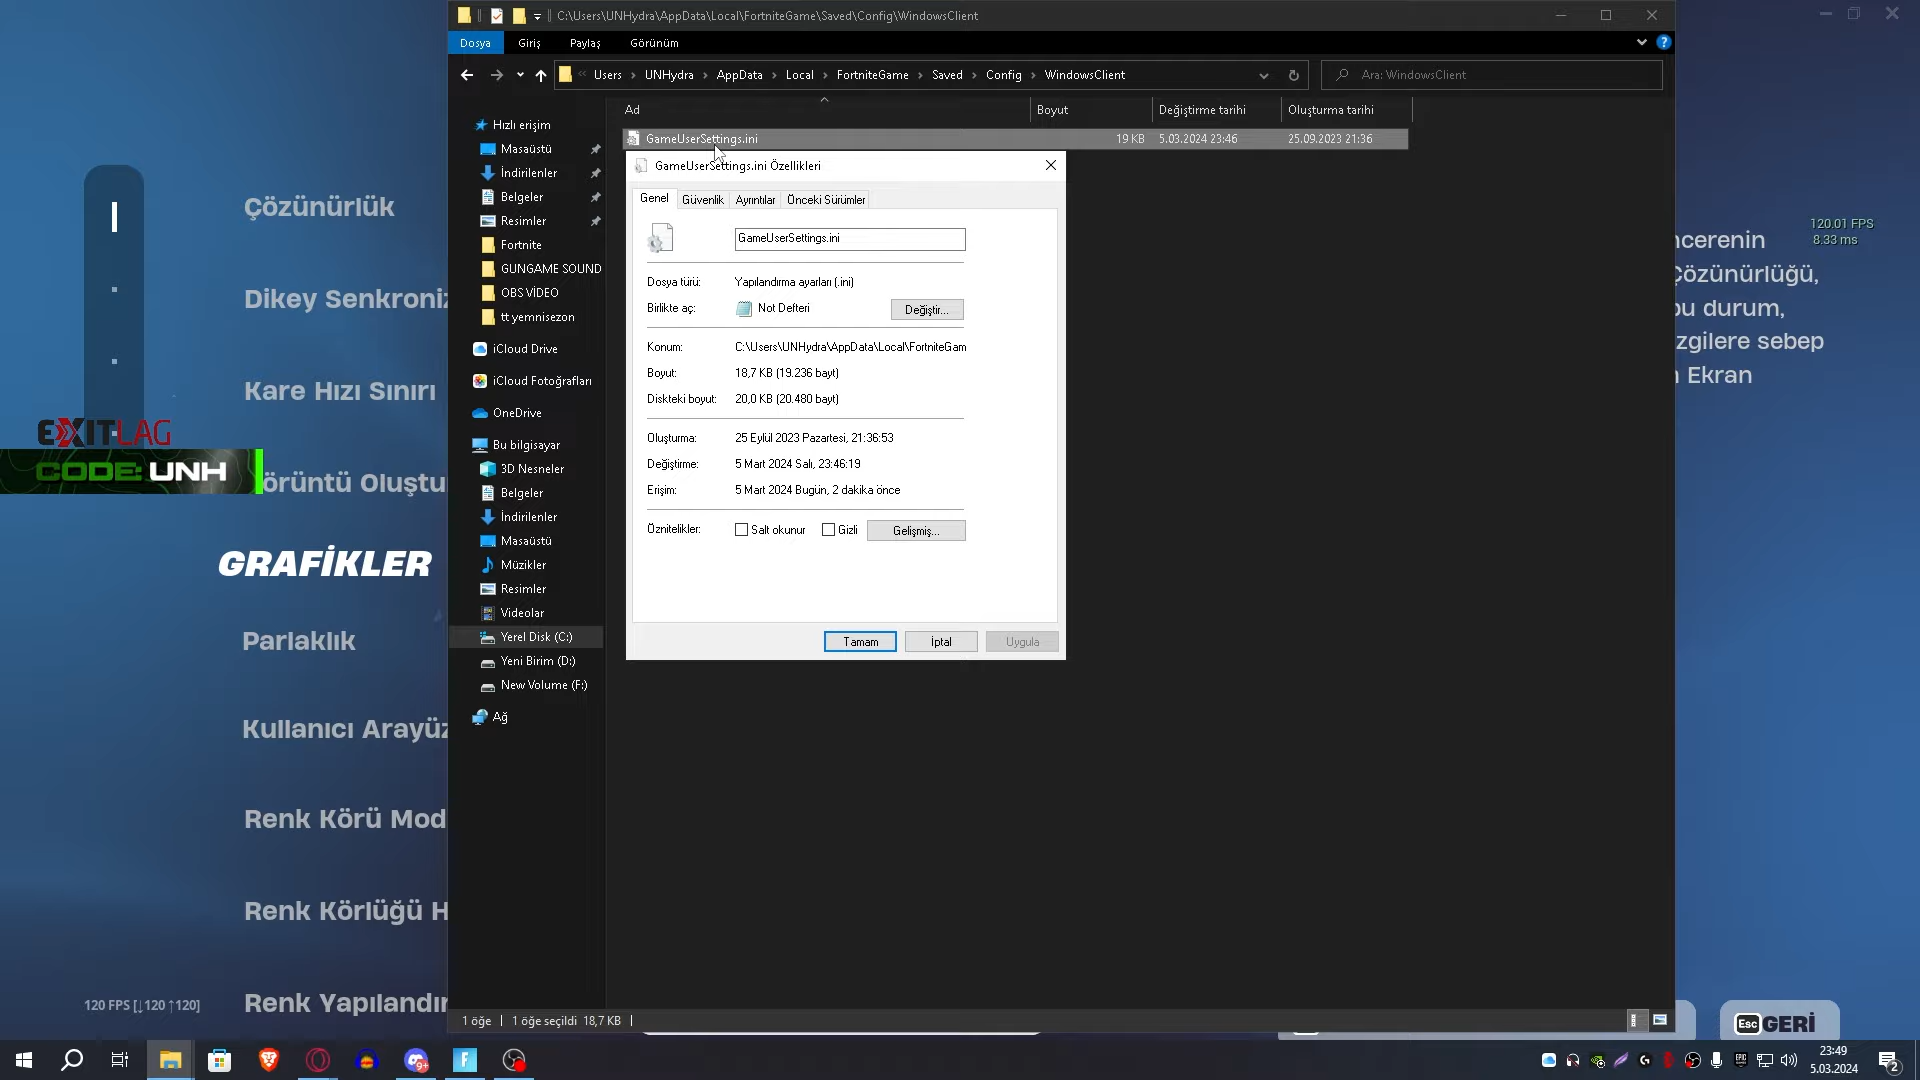 C:\Users\UNHydra\AppData\Local\FortniteGame\Saved\Config\WindowsClient
Dosya
Giriş
Paylaş
Görünüm
Users
UNHydra
AppData
Local
FortniteGame
Saved
Config
WindowsClient
Ara: WindowsClient
Ad
Boyut
Değiştirme tarihi
Oluşturma tarihi
GameUserSettings.ini
19 KB
5.03.2024 23:46
25.09.2023 21:36
Hızlı erişim
Masaüstü
İndirilenler
Belgeler
Resimler
Fortnite
GUNGAME SOUND
OBS VİDEO
tt yemnisezon
iCloud Drive
iCloud Fotoğrafları
OneDrive
Bu bilgisayar
3D Nesneler
Belgeler
İndirilenler
Masaüstü
Müzikler
Resimler
Videolar
Yerel Disk (C:)
Yeni Birim (D:)
New Volume (F:)
Ağ
GameUserSettings.ini Özellikleri
Genel
Güvenlik
Ayrıntılar
Önceki Sürümler
GameUserSettings.ini
Dosya türü: Yapılandırma ayarları (.ini)
Birlikte aç: Not Defteri
Değiştir...
Konum: C:\Users\UNHydra\AppData\Local\FortniteGam
Boyut: 18,7 KB (19.236 bayt)
Diskteki boyut: 20,0 KB (20.480 bayt)
Oluşturma: 25 Eylül 2023 Pazartesi, 21:36:53
Değiştirme: 5 Mart 2024 Salı, 23:46:19
Erişim: 5 Mart 2024 Bugün, 2 dakika önce
Öznitelikler: Salt okunur Gizli
Gelişmiş...
Tamam
İptal
Uygula
1 öğe
1 öğe seçildi 18,7 KB
Çözünürlük
Dikey Senkroniz
Kare Hızı Sınırı
EXITLAG
CODE: UNH
örüntü Oluştu
GRAFİKLER
Parlaklık
Kullanıcı Arayüz
Renk Körü Mod
Renk Körlüğü H
Renk Yapılandır
120 FPS [↓120 ↑120]
120.01 FPS
8.33 ms
ncerenin
Çözünürlüğü,
bu durum,
zgilere sebep
Ekran
Esc GERİ
9+
F
EPIC
23:49
5.03.2024
2